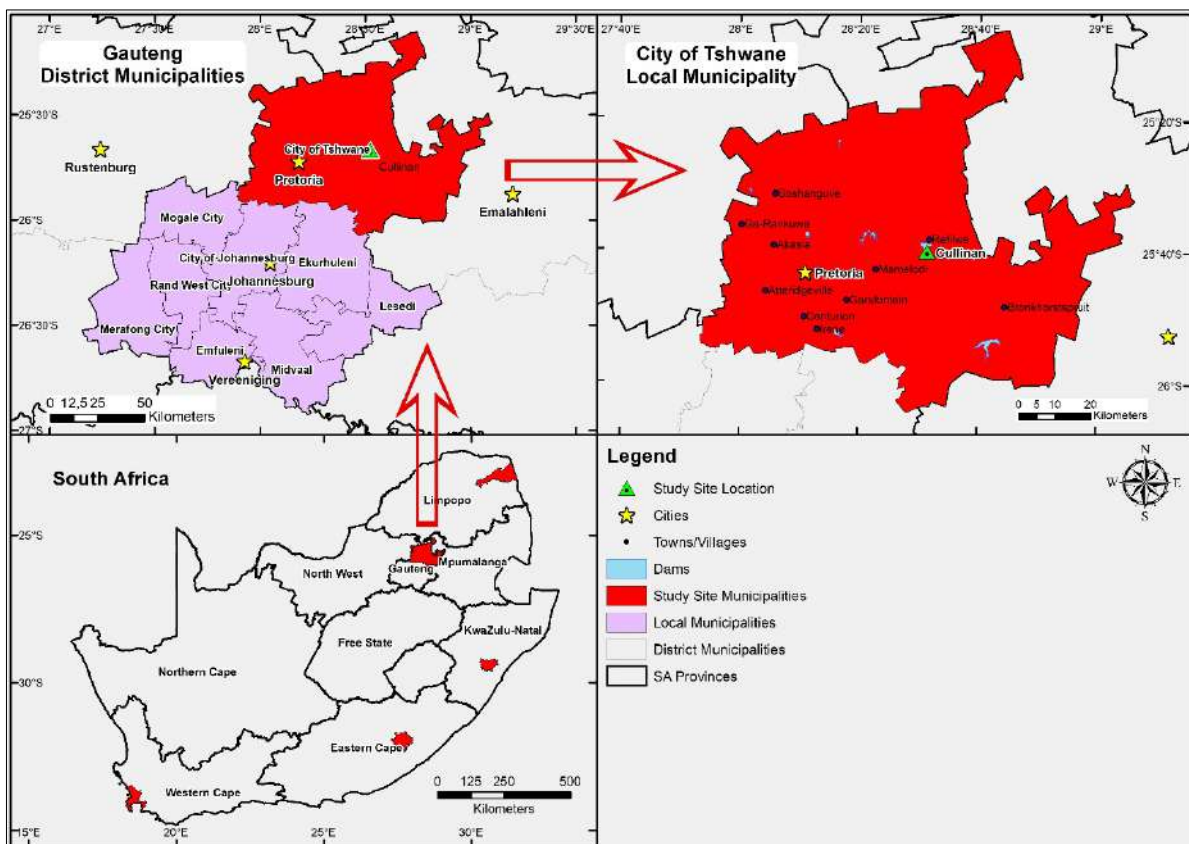 27°E
27°30'E
28°E
28°30'E
29°E
29°30'E
Gauteng
District Municipalities
25°30'S
City of Tshwane
Cullinan
Rustenburg
Pretoria
Emalahleni
26°S
Mogale City
City of Johannesburg
Ekurhuleni
Rand West City
Johannesburg
Lesedi
26°30'S
Merafong City
Emfuleni
Midvaal
Vereeniging
0 12,5 25 50
Kilometers
27°S
27°40'E
28°E
28°20'E
28°40'E
29°E
City of Tshwane
Local Municipality
25°20'S
Soshanguve
Ga-Rankuwa
Akasia
Refilwe
Cullinan
25°40'S
Pretoria
Mamelodi
Atteridgeville
Garsfontein
Bronkhorstspruit
Centurion
Irene
26°S
0 5 10 20
Kilometers
South Africa
Limpopo
25°S
North West
Gauteng
Mpumalanga
Free State
KwaZulu-Natal
Northern Cape
30°S
Eastern Cape
Western Cape
0 125 250 500
Kilometers
15°E
20°E
25°E
30°E
Legend
N
W E
S
Study Site Location
Cities
Towns/Villages
Dams
Study Site Municipalities
Local Municipalities
District Municipalities
SA Provinces